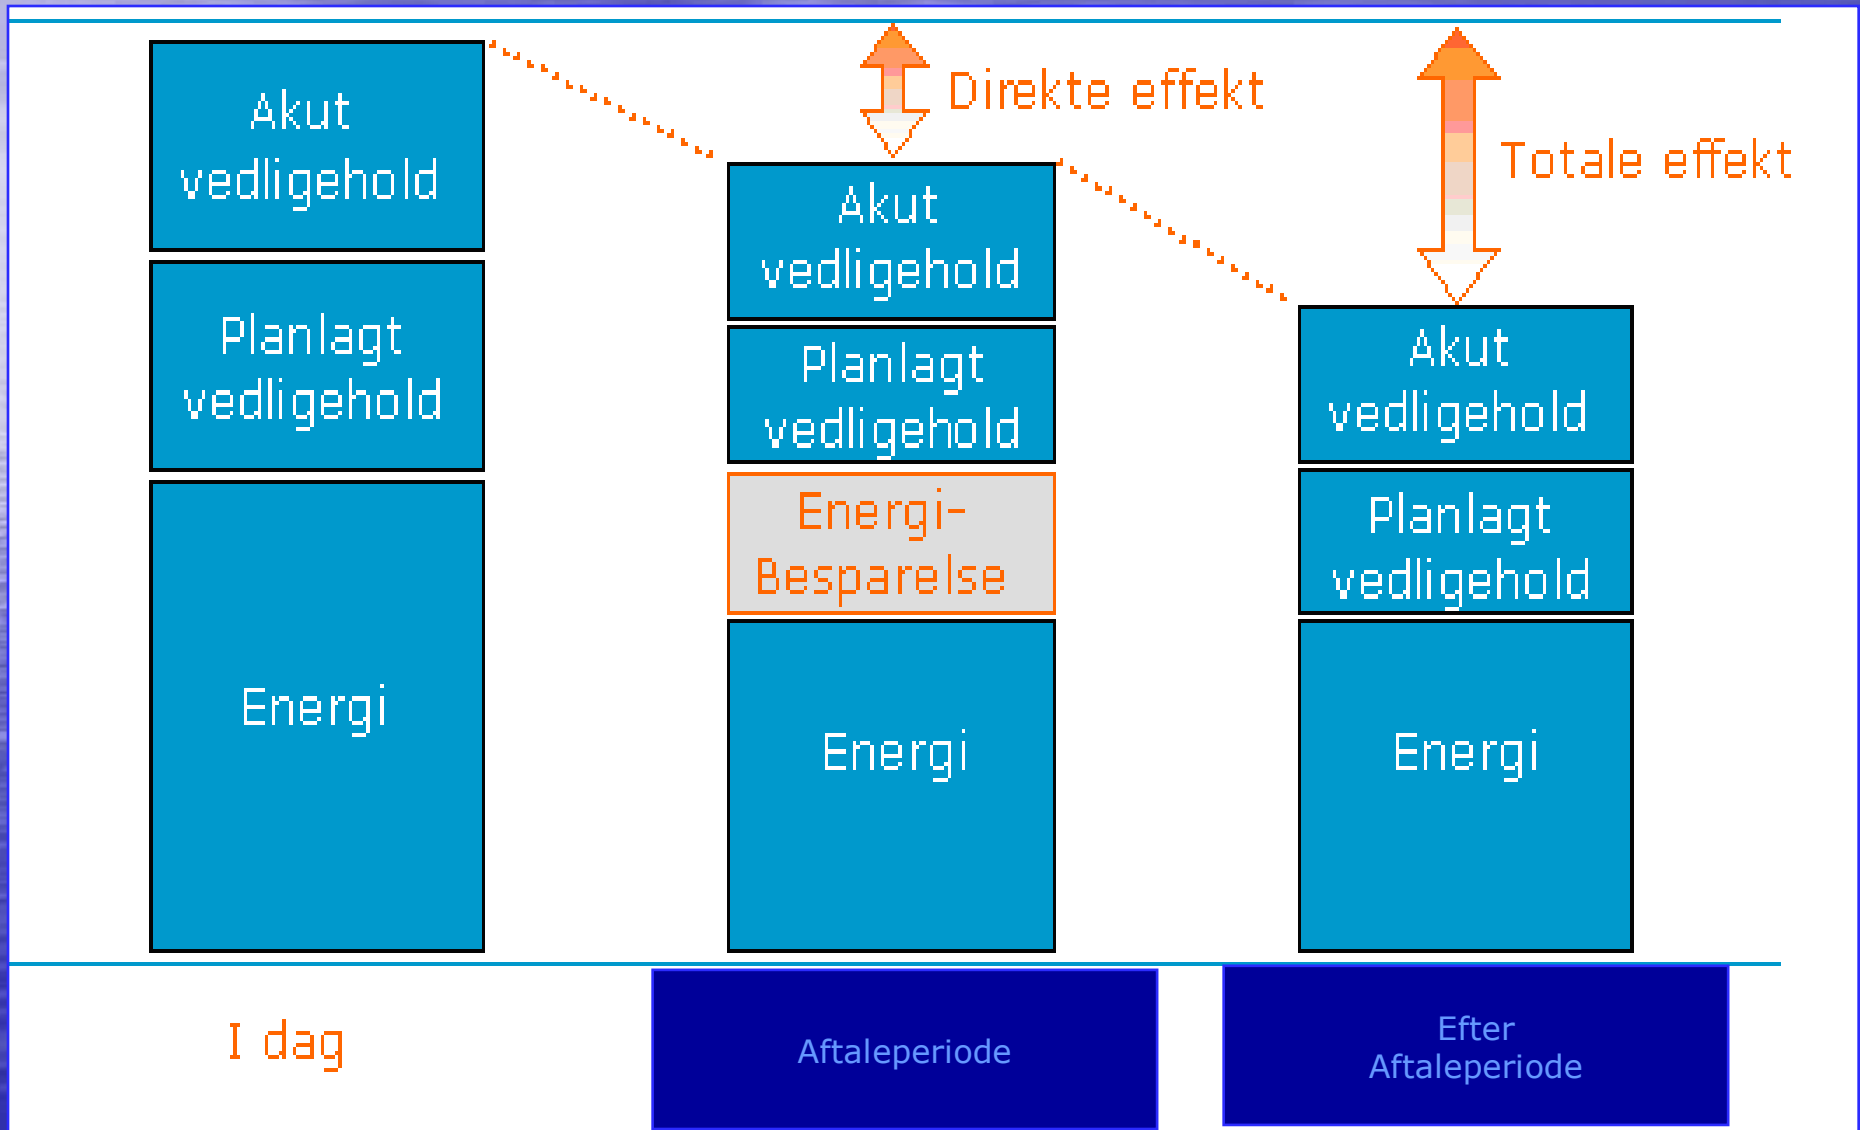 Akut
vedligehold
Planlagt
vedligehold
Energi
I dag
Direkte effekt
Akut
vedligehold
Planlagt
vedligehold
Energi-
Besparelse
Energi
Aftaleperiode
Totale effekt
Akut
vedligehold
Planlagt
vedligehold
Energi
Efter
Aftaleperiode